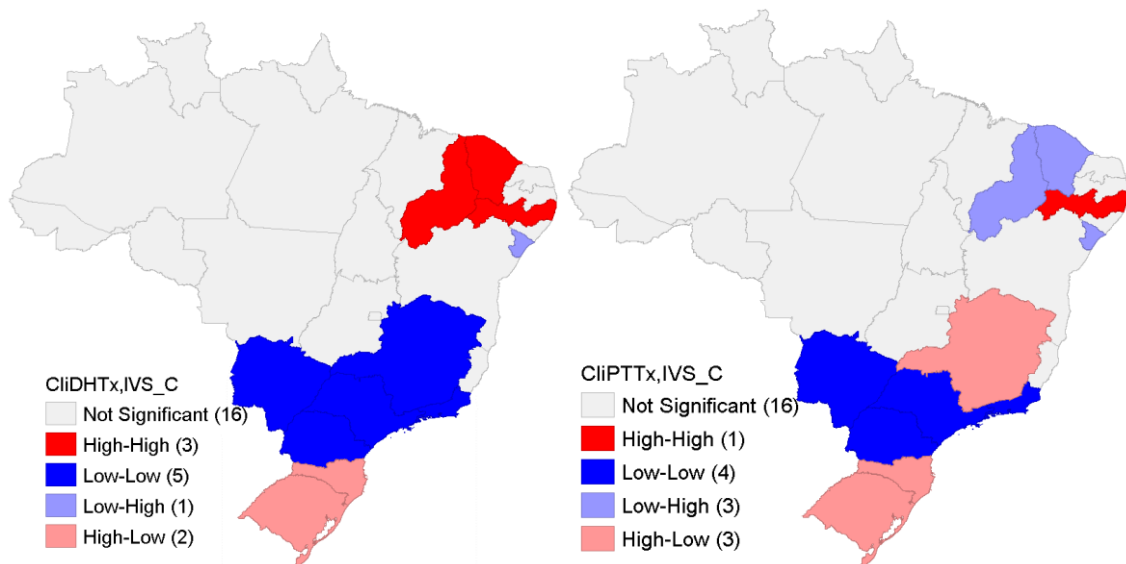 CliDHTx,IVS_C
Not Significant (16)
High-High (3)
Low-Low (5)
Low-High (1)
High-Low (2)
CliPTTx,IVS_C
Not Significant (16)
High-High (1)
Low-Low (4)
Low-High (3)
High-Low (3)